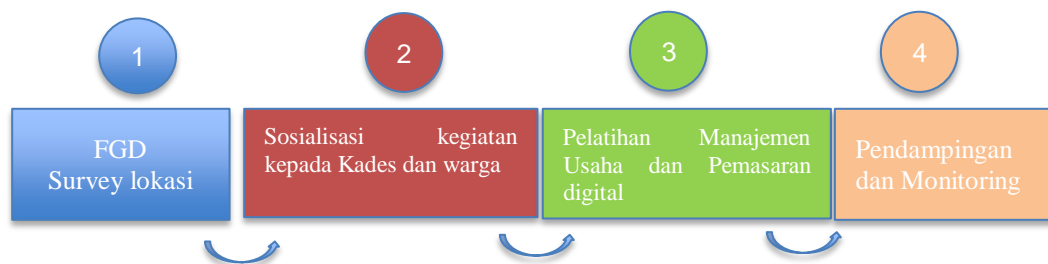 1
2
3
4
FGD
Survey lokasi
Sosialisasi kegiatan
kepada Kades dan warga
Pelatihan Manajemen
Usaha dan Pemasaran
digital
Pendampingan
dan Monitoring